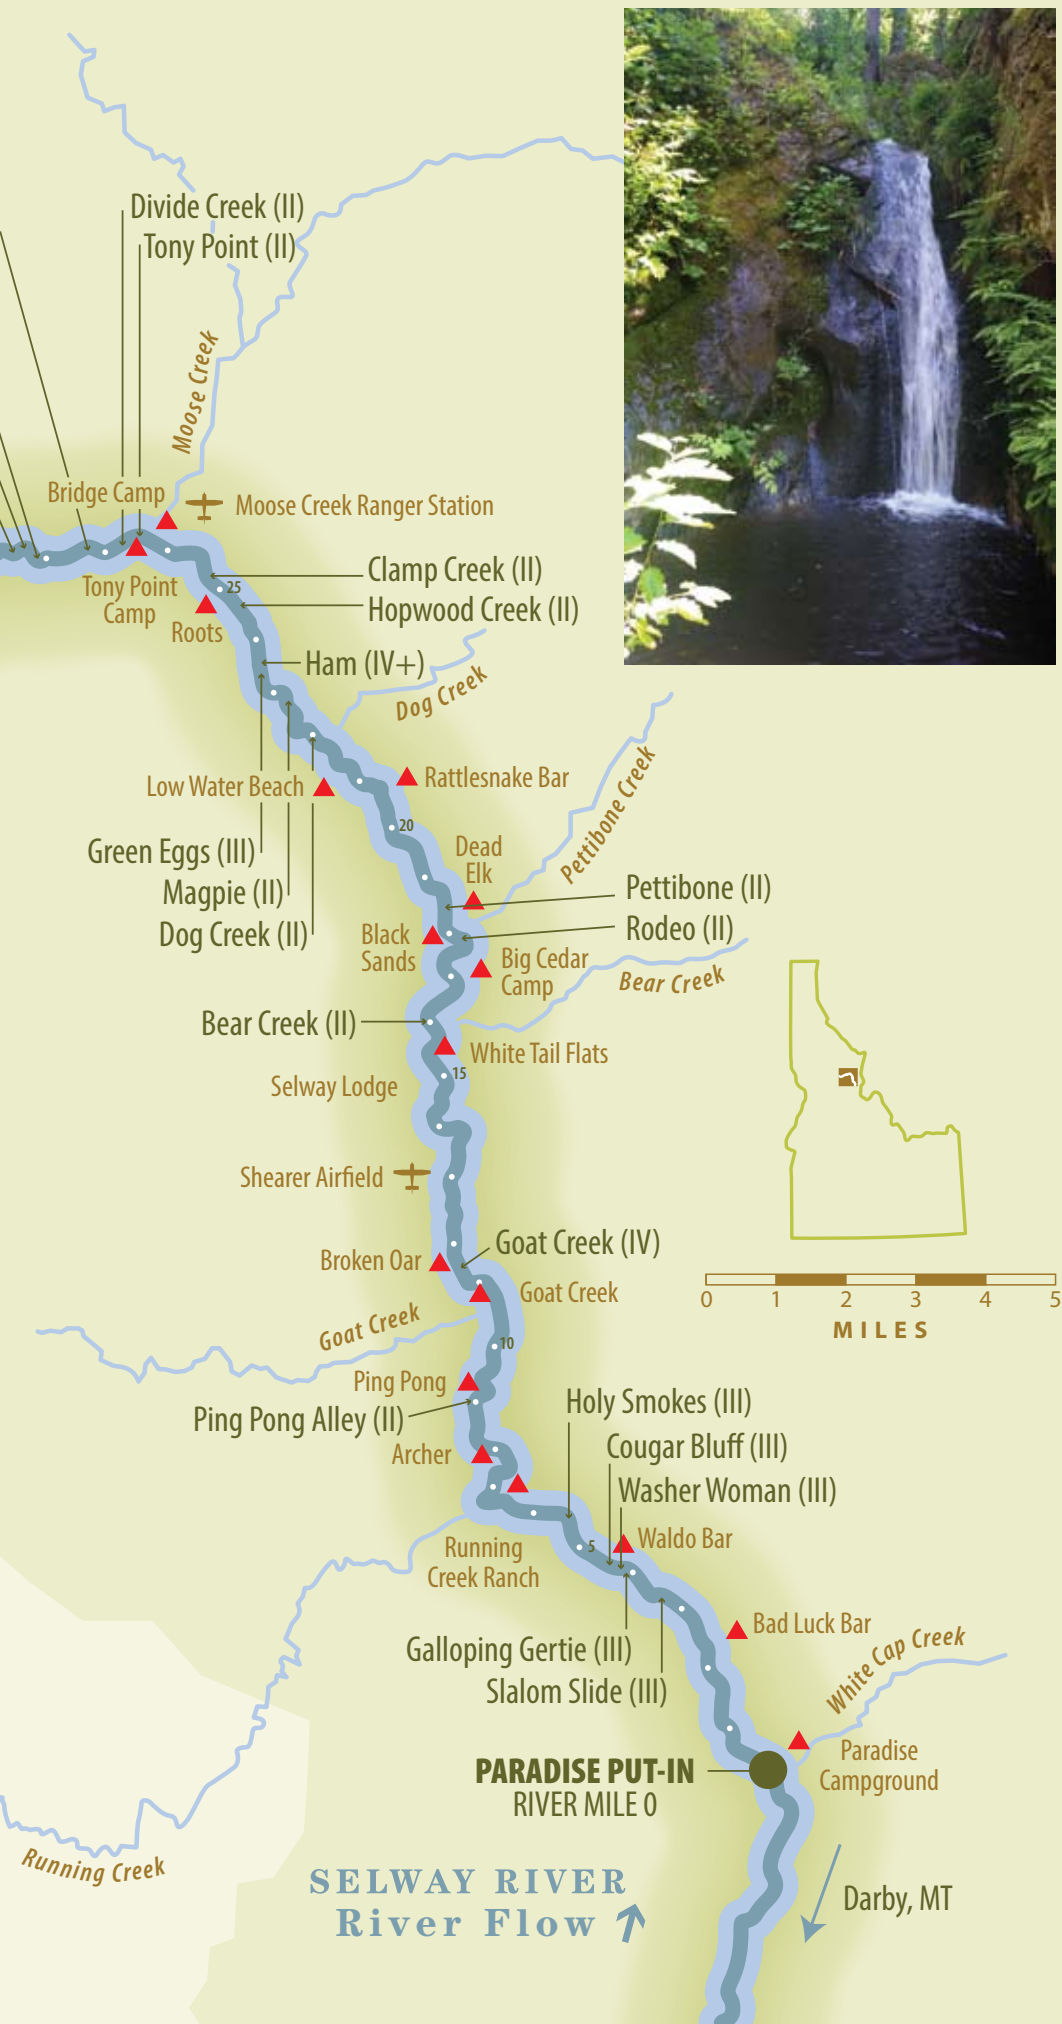 Divide Creek (II)
Tony Point (II)
Moose Creek
Bridge Camp
Moose Creek Ranger Station
Clamp Creek (II)
Tony Point
Camp
25
Hopwood Creek (II)
Roots
Ham (IV+)
Dog Creek
Low Water Beach
Rattlesnake Bar
Pettibone Creek
20
Green Eggs (III)
Dead
Elk
Magpie (II)
Pettibone (II)
Dog Creek (II)
Black
Sands
Rodeo (II)
Big Cedar
Camp
Bear Creek
Bear Creek (II)
White Tail Flats
15
Selway Lodge
Shearer Airfield
Goat Creek (IV)
Broken Oar
Goat Creek
Goat Creek
0 1 2 3 4 5
MILES
10
Ping Pong
Ping Pong Alley (II)
Holy Smokes (III)
Archer
Cougar Bluff (III)
Washer Woman (III)
Waldo Bar
5
Running
Creek Ranch
Bad Luck Bar
Galloping Gertie (III)
Slalom Slide (III)
White Cap Creek
Paradise
Campground
PARADISE PUT-IN
RIVER MILE 0
Running Creek
SELWAY RIVER
River Flow
Darby, MT